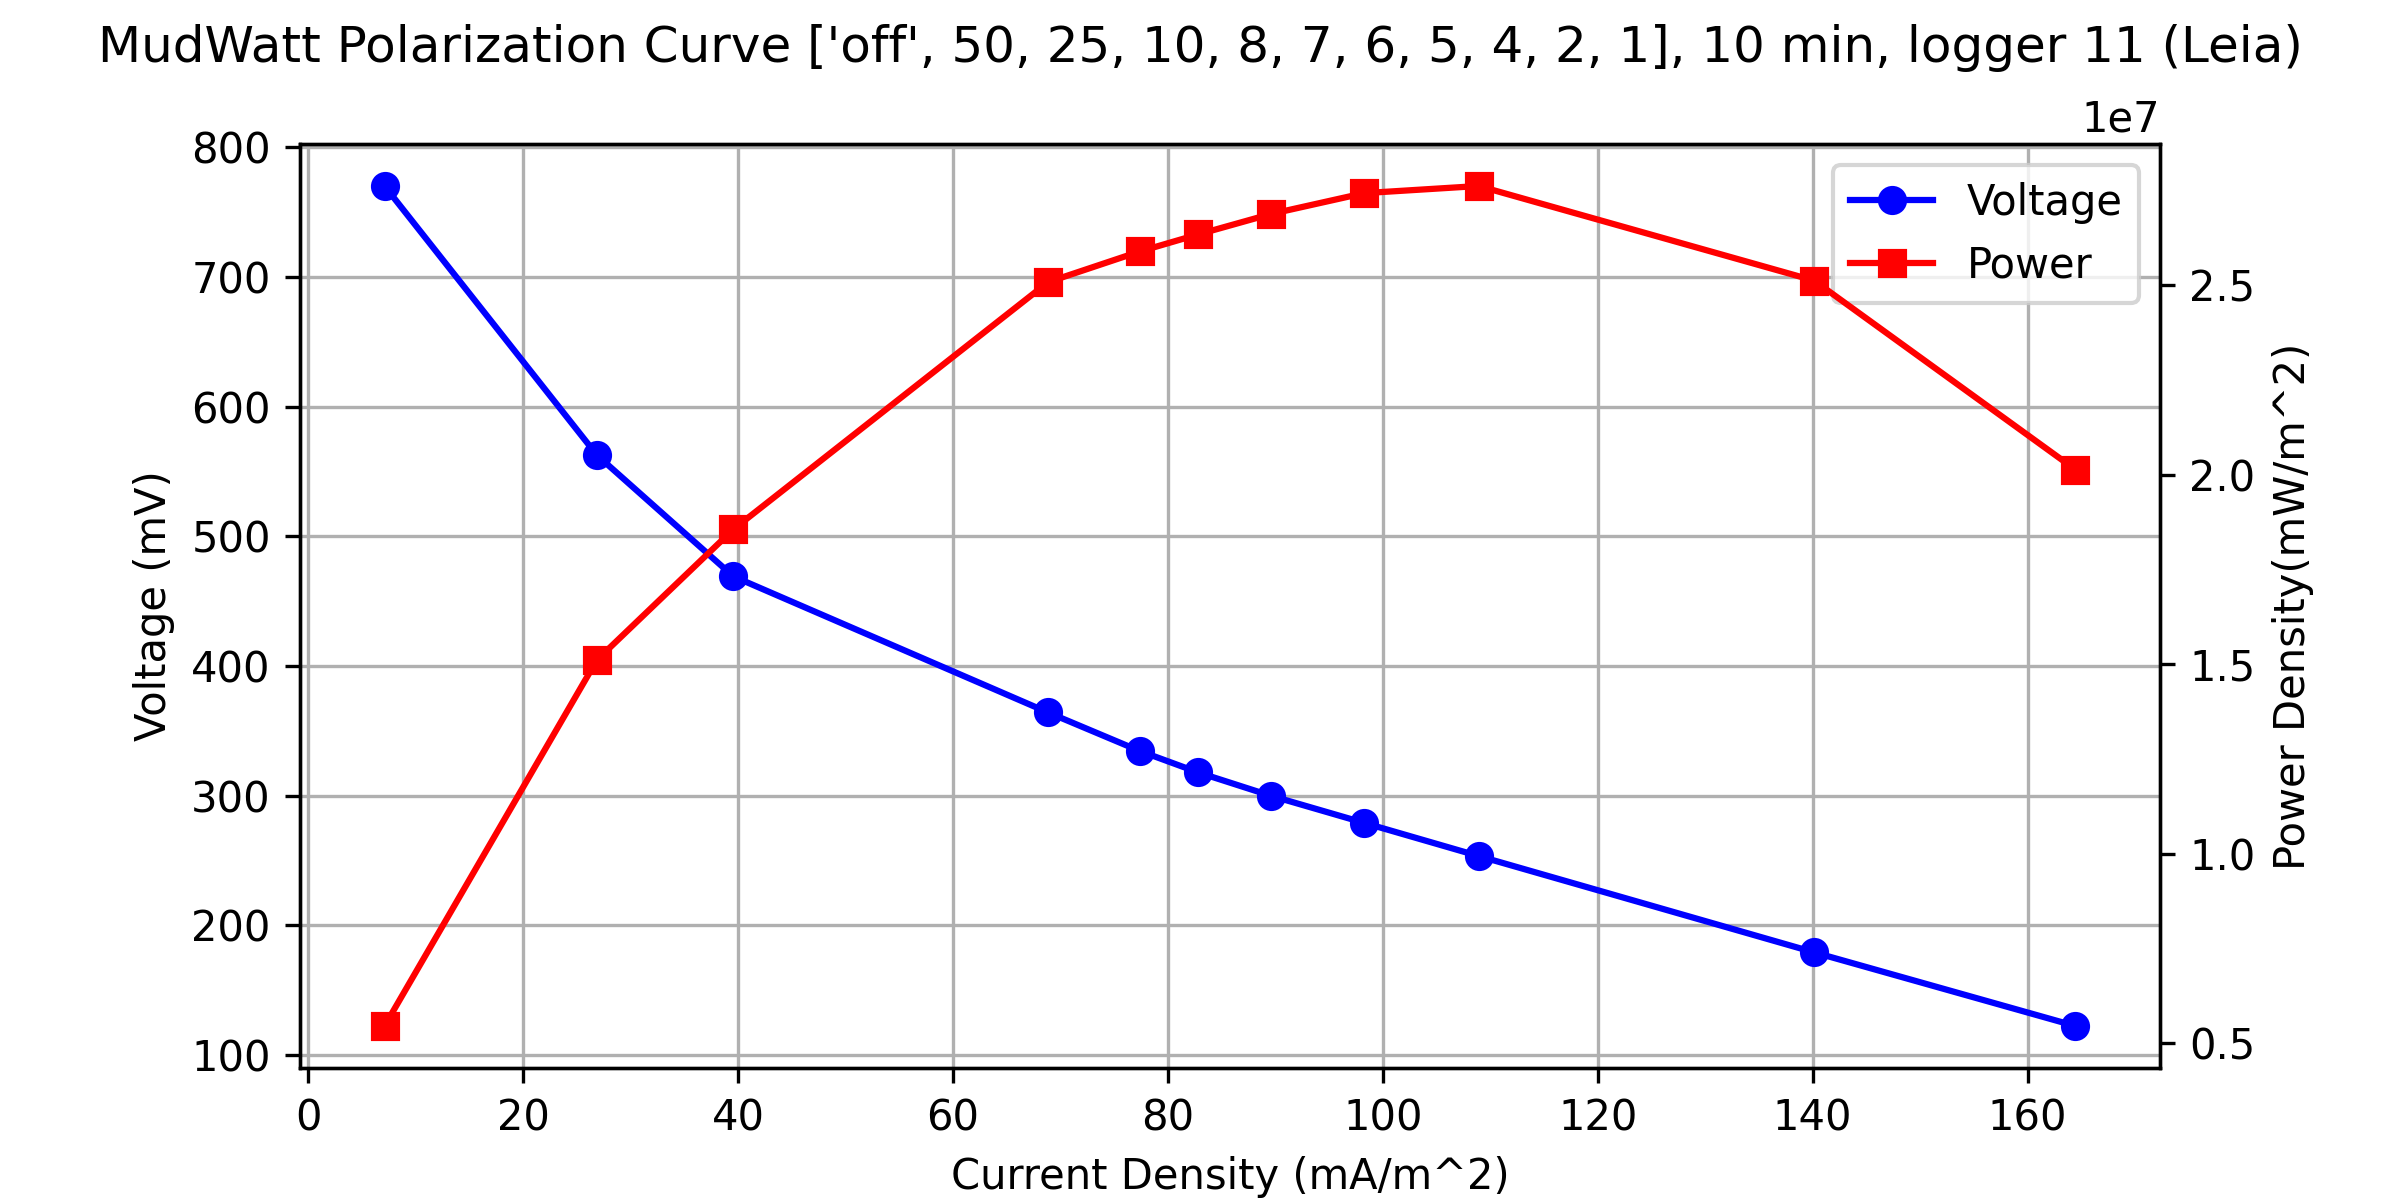 MudWatt Polarization Curve ['off', 50, 25, 10, 8, 7, 6, 5, 4, 2, 1], 10 min, logger 11 (Leia)
1e7
800
700
600
500
400
300
200
100
Voltage (mV)
Voltage
Power
2.5
2.0
1.5
1.0
0.5
Power Density(mW/m^2)
0 20 40 60 80 100 120 140 160
Current Density (mA/m^2)